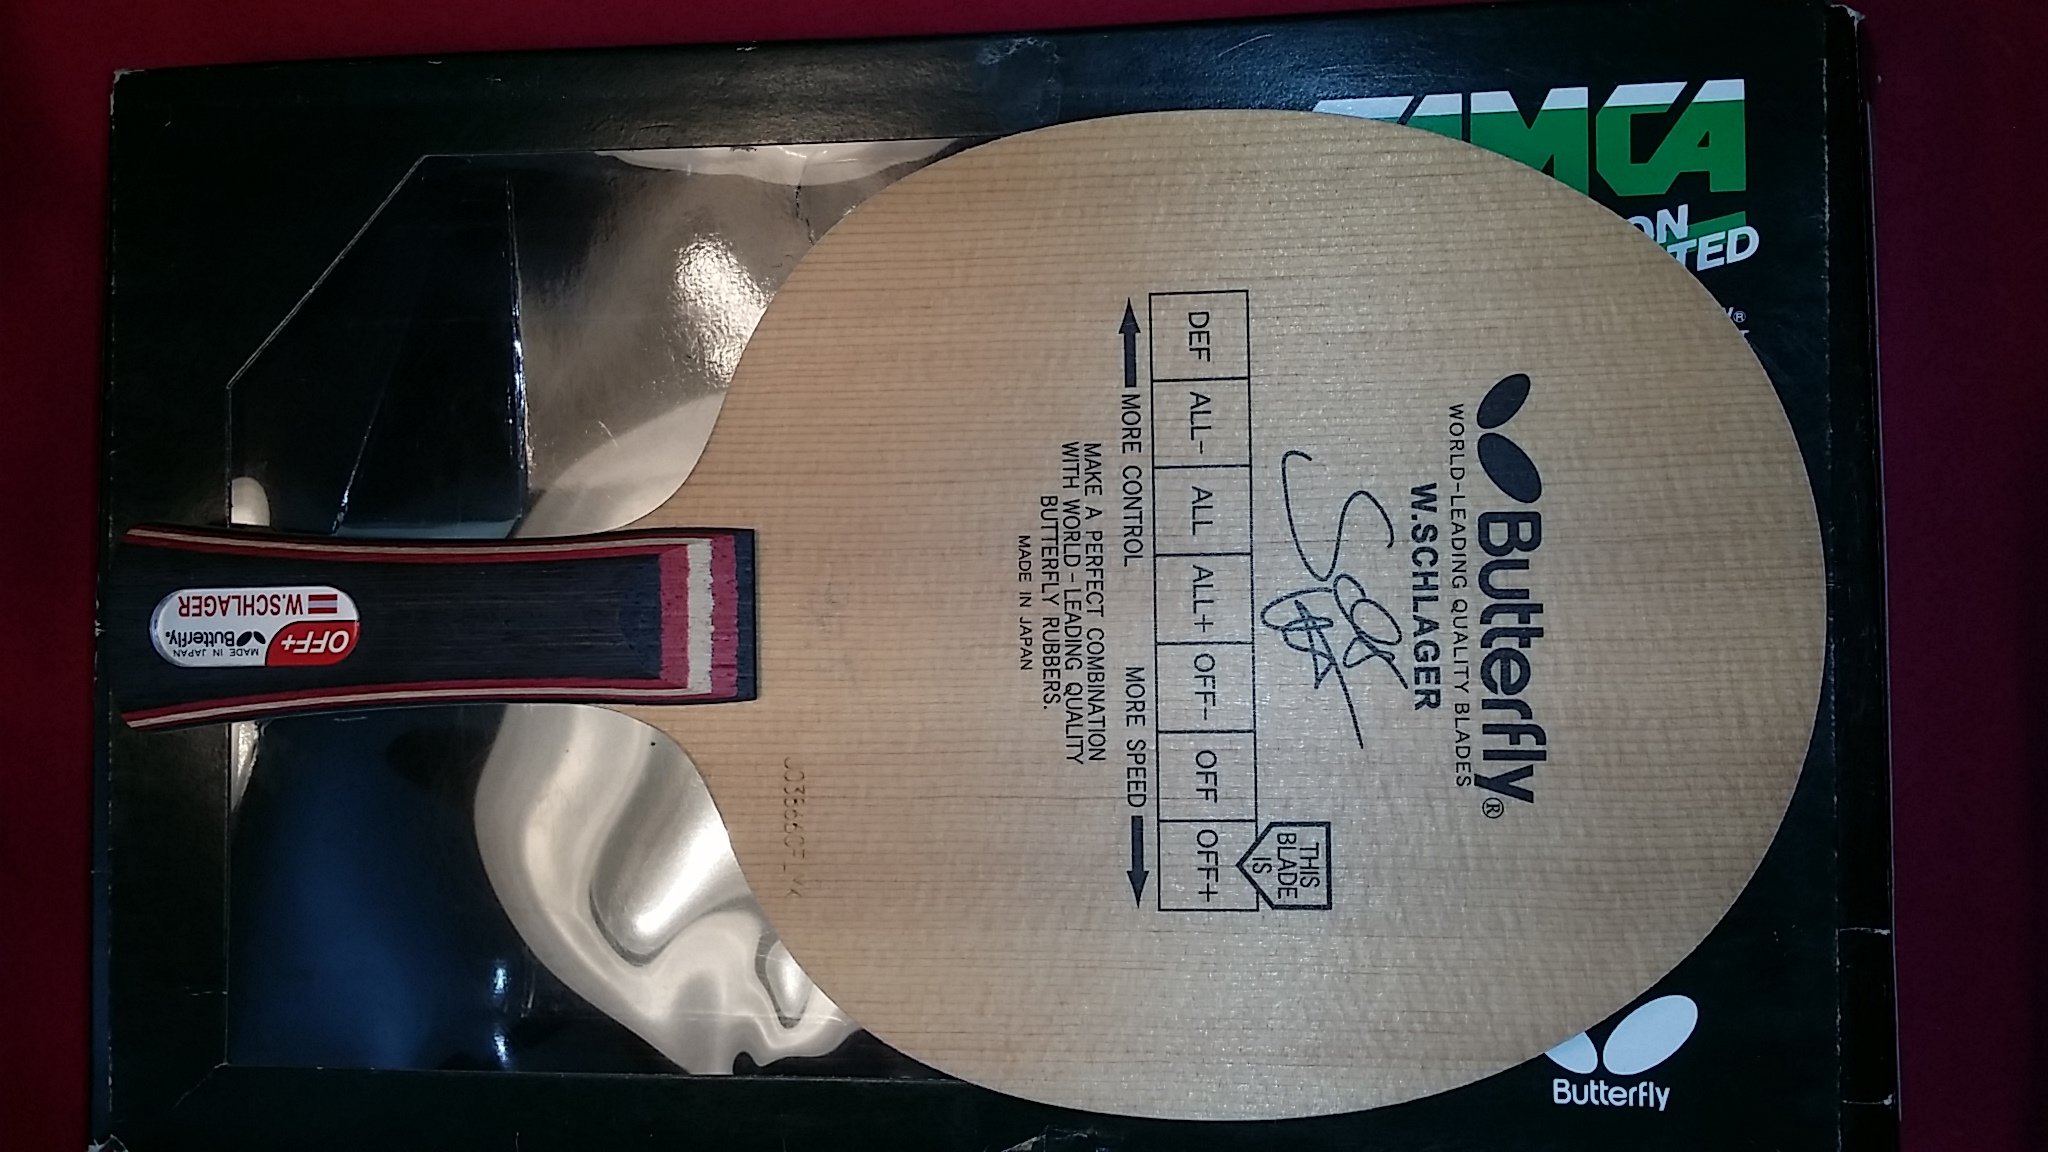 Butterfly®
WORLD-LEADING QUALITY BLADES
W.SCHLAGER
THIS
BLADE
IS
DEF ALL- ALL ALL+ OFF- OFF OFF+
MORE CONTROL MORE SPEED
MAKE A PERFECT COMBINATION
WITH WORLD-LEADING QUALITY
BUTTERFLY RUBBERS.
MADE IN JAPAN
OFF+
MADE IN JAPAN
Butterfly.
W.SCHLAGER
Butterfly